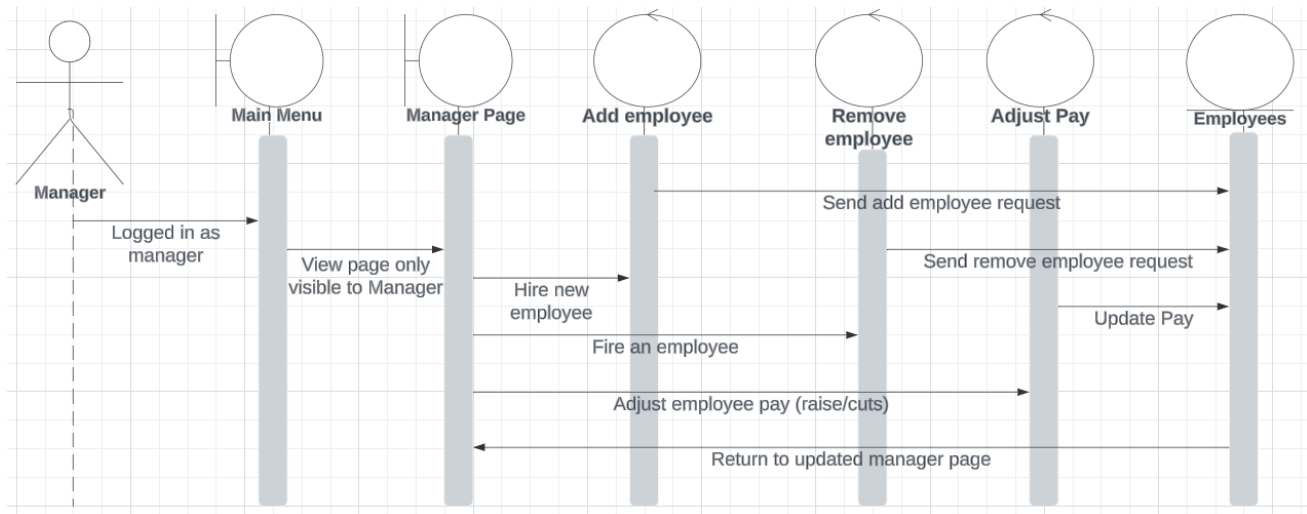 Main Menu
Manager Page
Add employee
Remove
employee
Adjust Pay
Employees
Manager
Send add employee request
Logged in as
manager
View page only
visible to Manager
Send remove employee request
Hire new
employee
Update Pay
Fire an employee
Adjust employee pay (raise/cuts)
Return to updated manager page